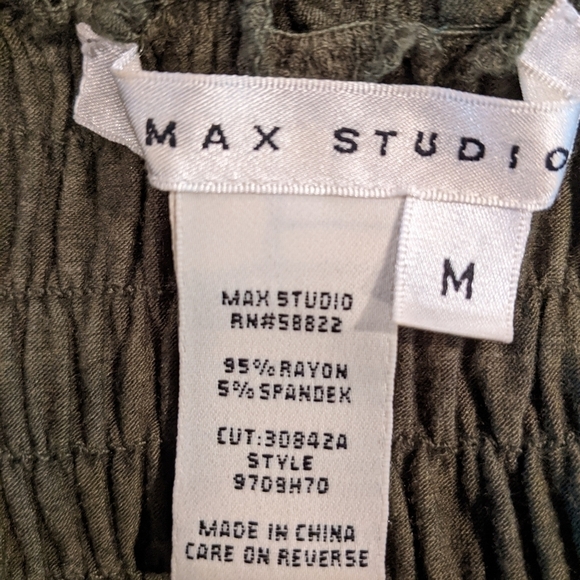 MAX STUDIO
M
MAX STUDIO
RN#58822
95%RAYON
5%SPANDEX
CUT:30842A
STYLE
9709H70
MADE IN CHINA
CARE ON REVERSE